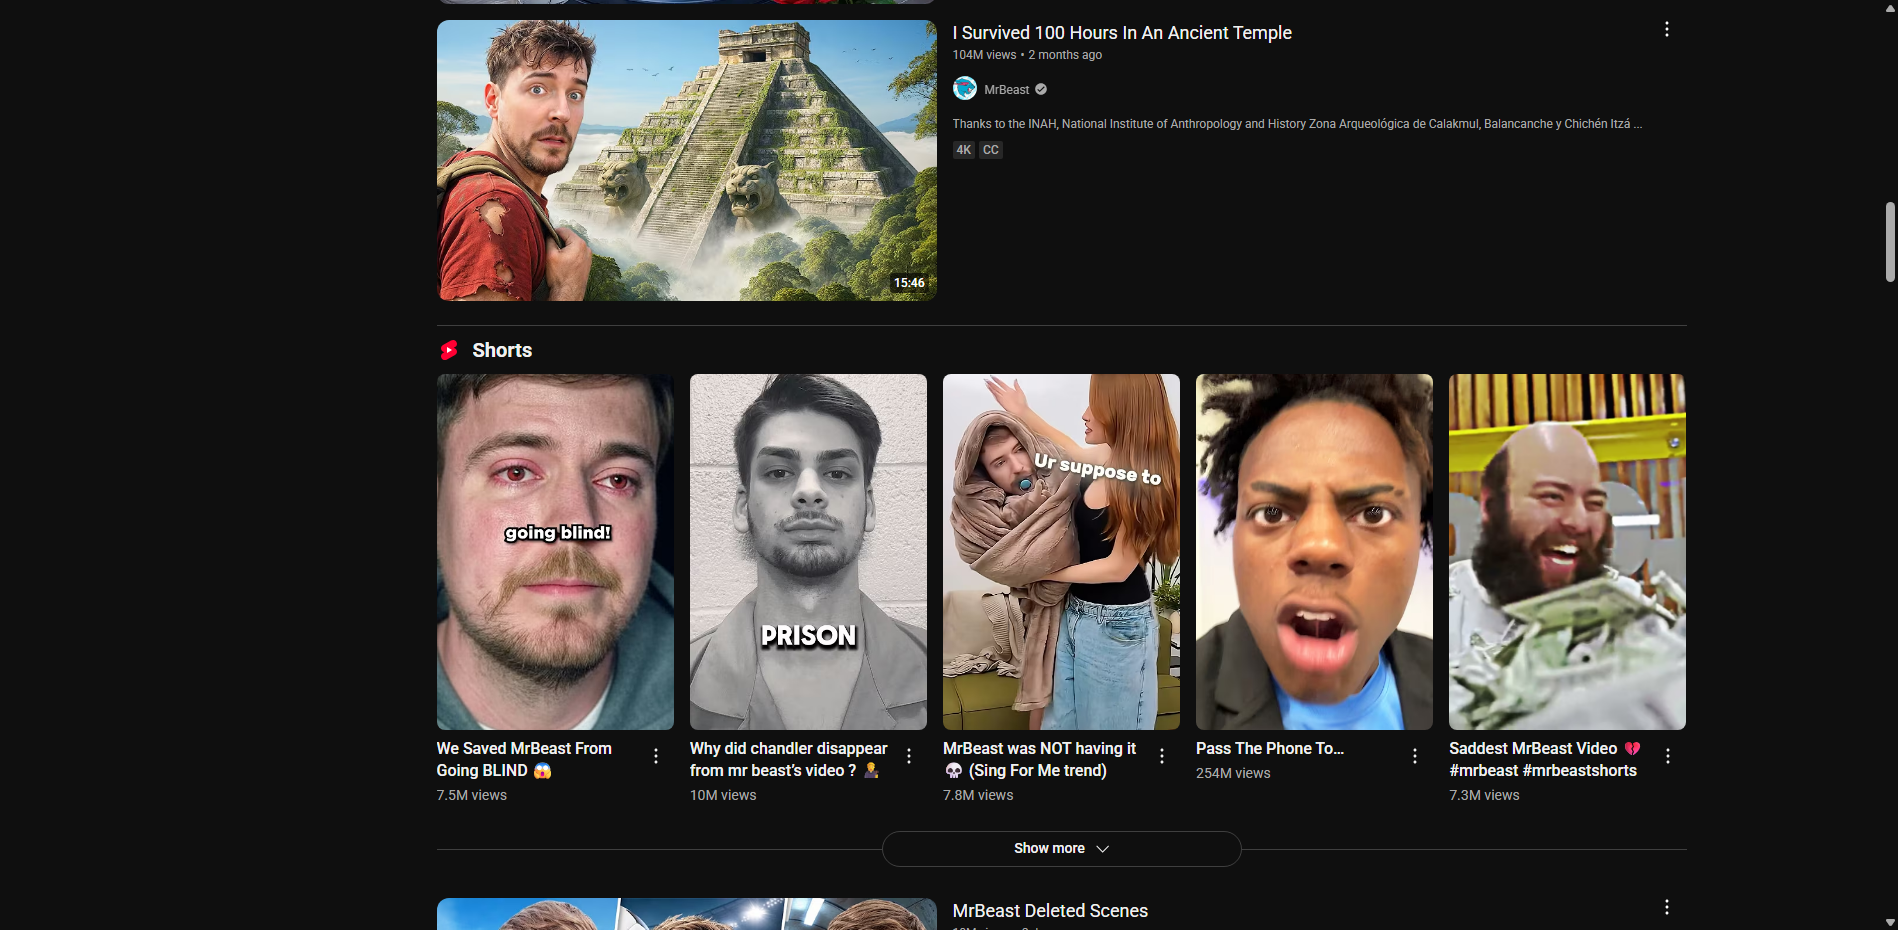 I Survived 100 Hours In An Ancient Temple
104M views • 2 months ago
MrBeast
Thanks to the INAH, National Institute of Anthropology and History Zona Arqueológica de Calakmul, Balancanche y Chichén Itzá ...
4K CC
15:46
Shorts
going blind!
PRISON
Ur suppose to
We Saved MrBeast From
Going BLIND 😱
7.5M views
Why did chandler disappear
from mr beast’s video ? 🤷‍♂️
10M views
MrBeast was NOT having it
💀 (Sing For Me trend)
7.8M views
Pass The Phone To...
254M views
Saddest MrBeast Video 💔
#mrbeast #mrbeastshorts
7.3M views
Show more
MrBeast Deleted Scenes